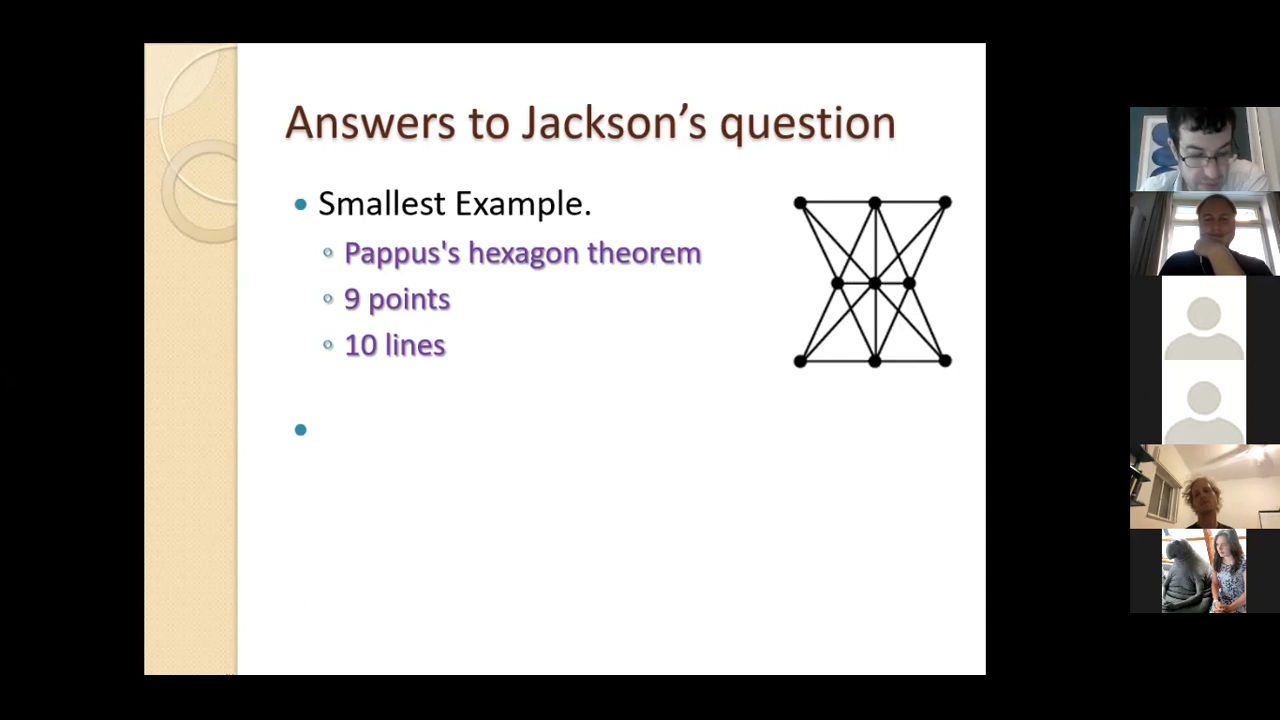 Answers to Jackson’s question
Smallest Example.
Pappus's hexagon theorem
9 points
10 lines